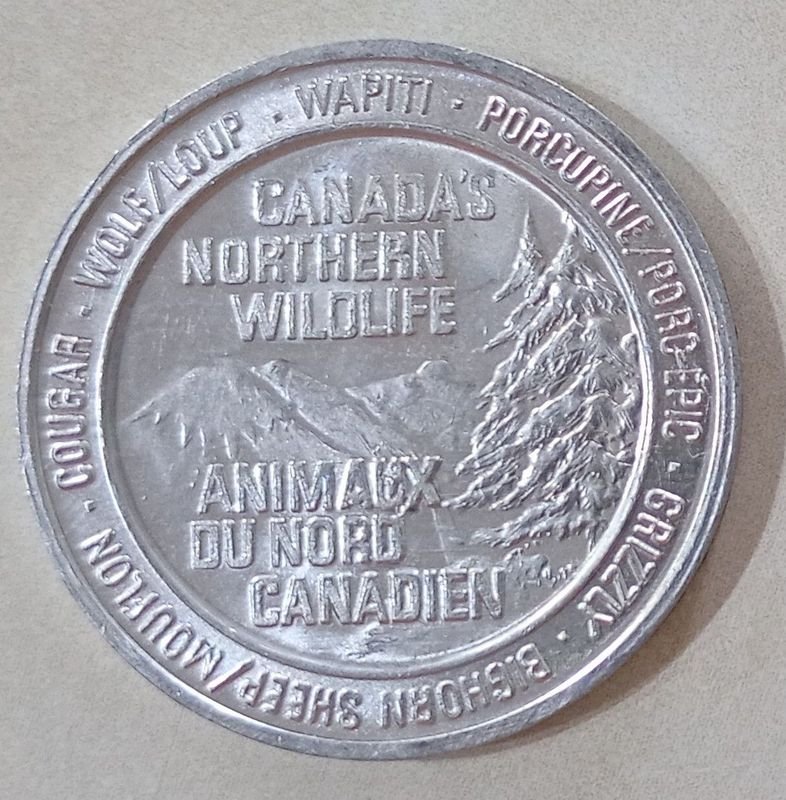 WAPITI · PORCUPINE/PORC-ÉPIC · GRIZZLY · BIGHORN SHEEP/MOUFLON · COUGAR · WOLF/LOUP ·
CANADA'S
NORTHERN
WILDLIFE
ANIMAUX
DU NORD
CANADIEN